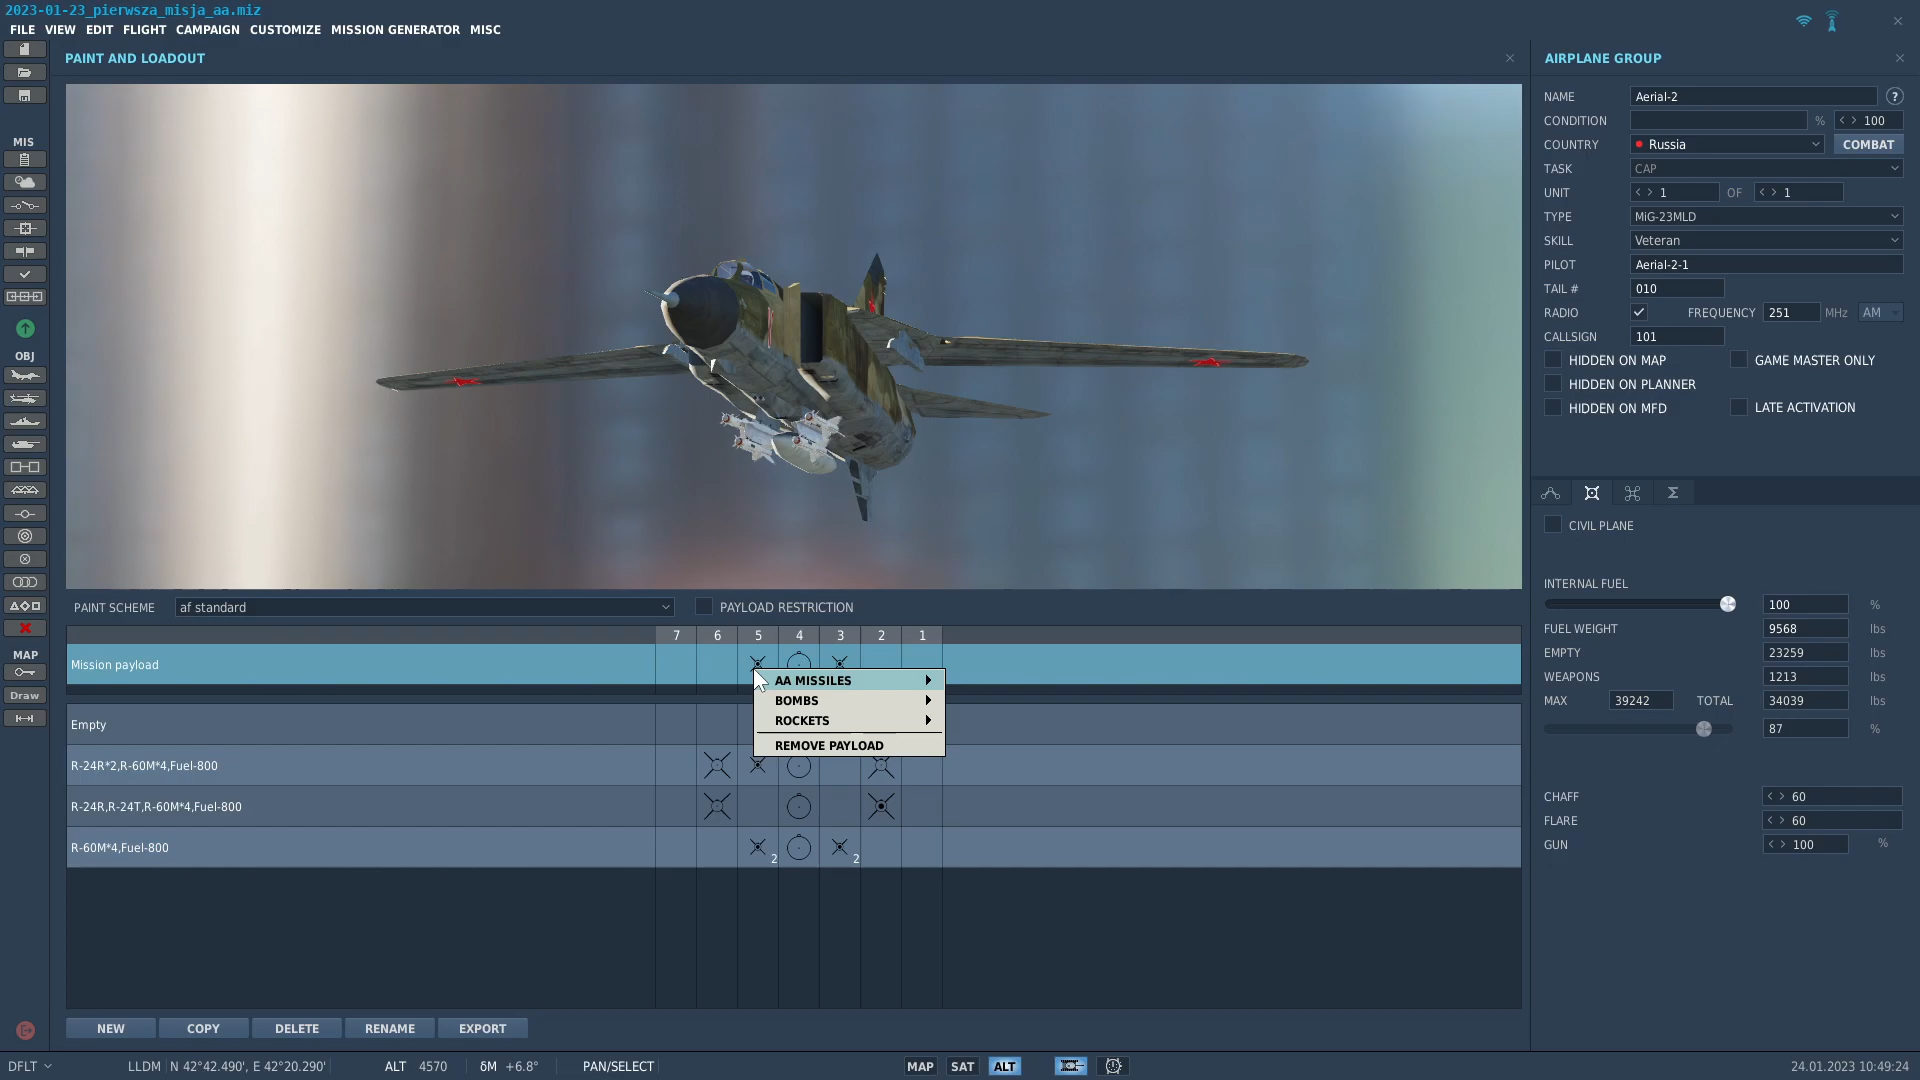 2023-01-23_pierwsza_misja_aa.miz
FILE VIEW EDIT FLIGHT CAMPAIGN CUSTOMIZE MISSION GENERATOR MISC
PAINT AND LOADOUT
MIS
OBJ
MAP
Draw
PAINT SCHEME af standard PAYLOAD RESTRICTION
7 6 5 4 3 2 1
Mission payload
AA MISSILES
BOMBS
ROCKETS
REMOVE PAYLOAD
Empty
R-24R*2,R-60M*4,Fuel-800
R-24R,R-24T,R-60M*4,Fuel-800
R-60M*4,Fuel-800 2 2
NEW COPY DELETE RENAME EXPORT
AIRPLANE GROUP
NAME Aerial-2 ?
CONDITION % < > 100
COUNTRY Russia COMBAT
TASK CAP
UNIT < > 1 OF < > 1
TYPE MiG-23MLD
SKILL Veteran
PILOT Aerial-2-1
TAIL # 010
RADIO FREQUENCY 251 MHz AM
CALLSIGN 101
HIDDEN ON MAP GAME MASTER ONLY
HIDDEN ON PLANNER
HIDDEN ON MFD LATE ACTIVATION
Σ
CIVIL PLANE
INTERNAL FUEL
100 %
FUEL WEIGHT 9568 lbs
EMPTY 23259 lbs
WEAPONS 1213 lbs
MAX 39242 TOTAL 34039 lbs
87 %
CHAFF < > 60
FLARE < > 60
GUN < > 100 %
DFLT LLDM N 42°42.490', E 42°20.290' ALT 4570 δM +6.8° PAN/SELECT MAP SAT ALT 24.01.2023 10:49:24